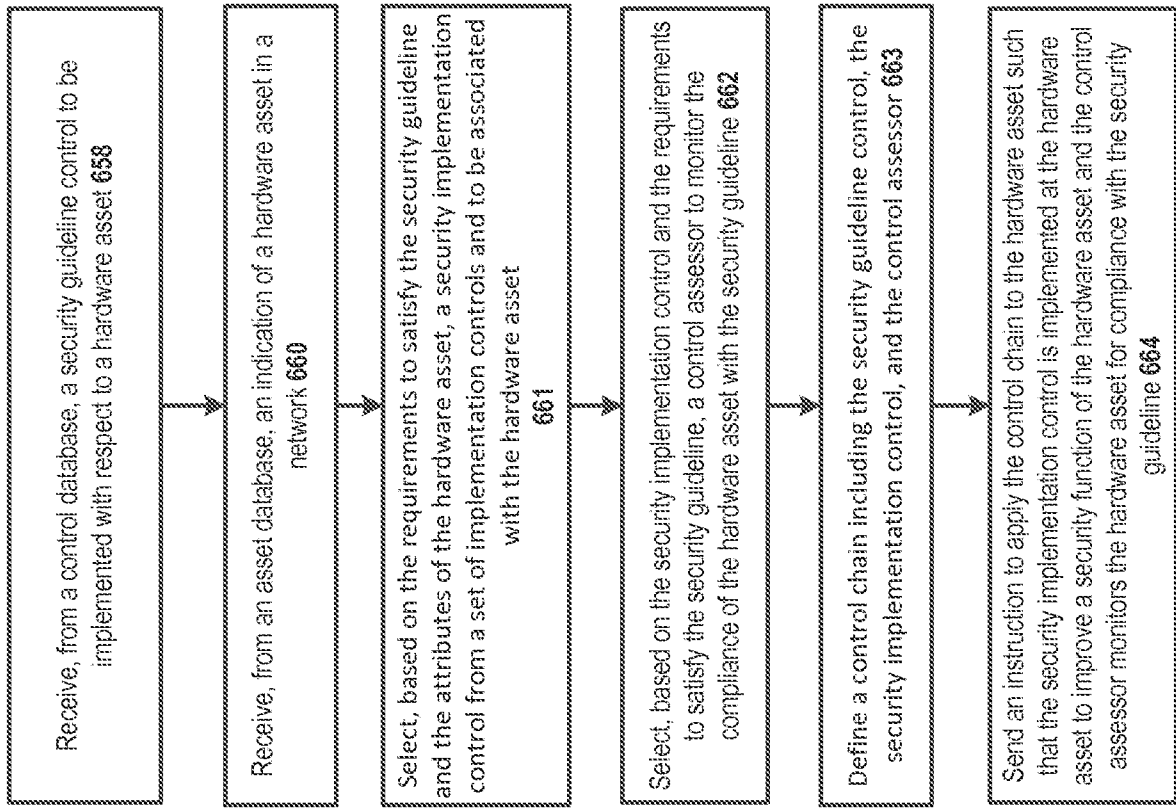 Receive, from a control database, a security guideline control to be
implemented with respect to a hardware asset 658
Receive, from an asset database, an indication of a hardware asset in a
network 660
Select, based on the requirements to satisfy the security guideline
and the attributes of the hardware asset, a security implementation
control from a set of implementation controls and to be associated
with the hardware asset
661
Select, based on the security implementation control and the requirements
to satisfy the security guideline, a control assessor to monitor the
compliance of the hardware asset with the security guideline 662
Define a control chain including the security guideline control, the
security implementation control, and the control assessor 663
Send an instruction to apply the control chain to the hardware asset such
that the security implementation control is implemented at the hardware
asset to improve a security function of the hardware asset and the control
assessor monitors the hardware asset for compliance with the security
guideline 664